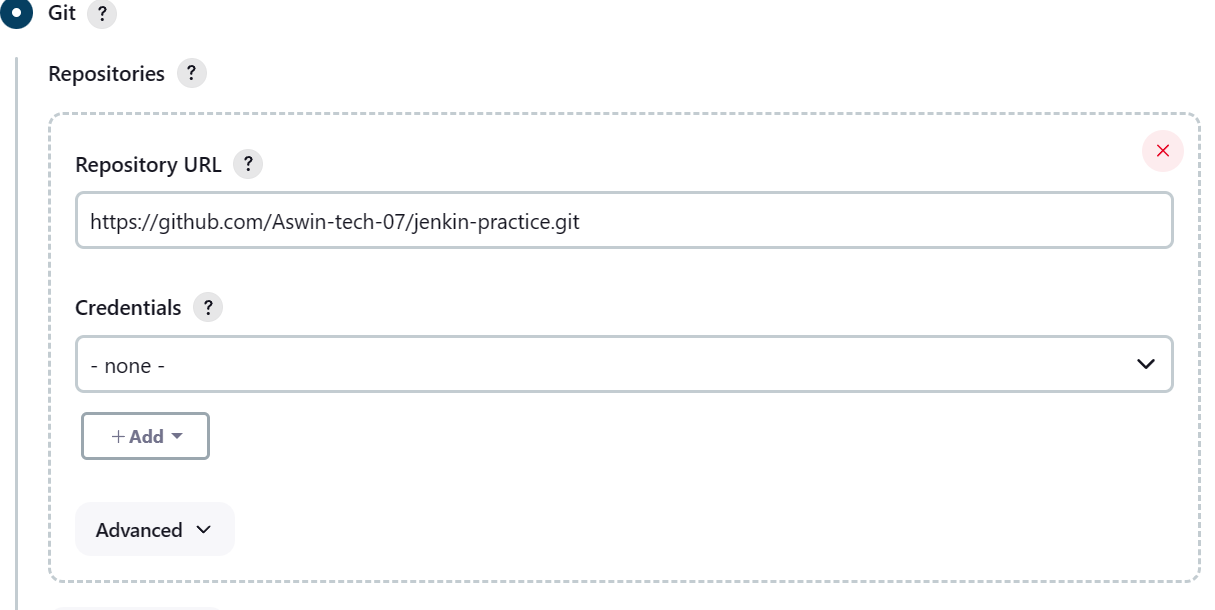 Git ?
Repositories ?
Repository URL ?
https://github.com/Aswin-tech-07/jenkin-practice.git
Credentials ?
- none -
+ Add
Advanced